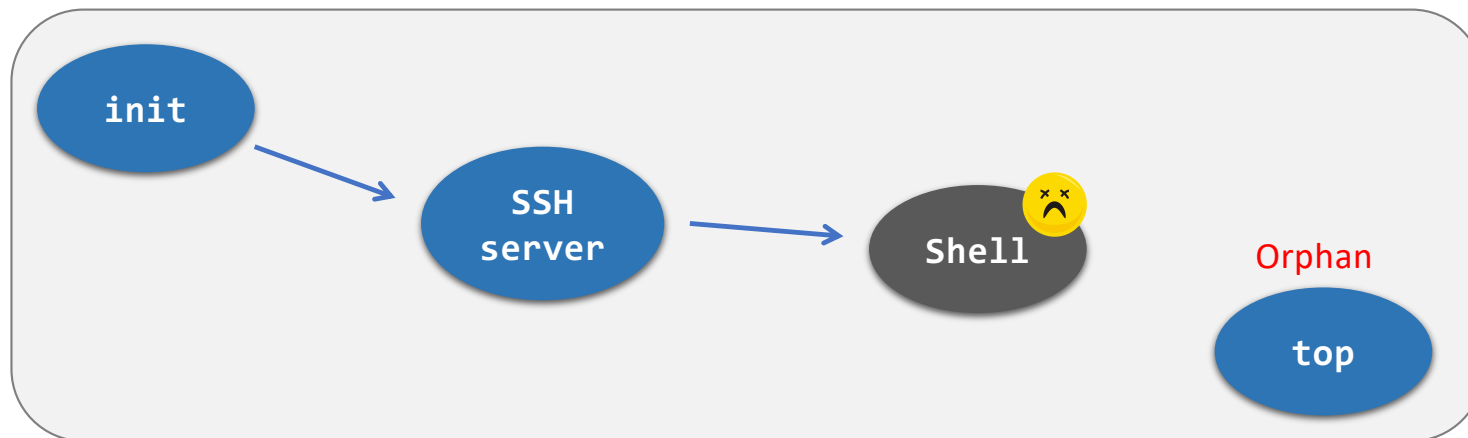 init
SSH
server
Shell
Orphan
top